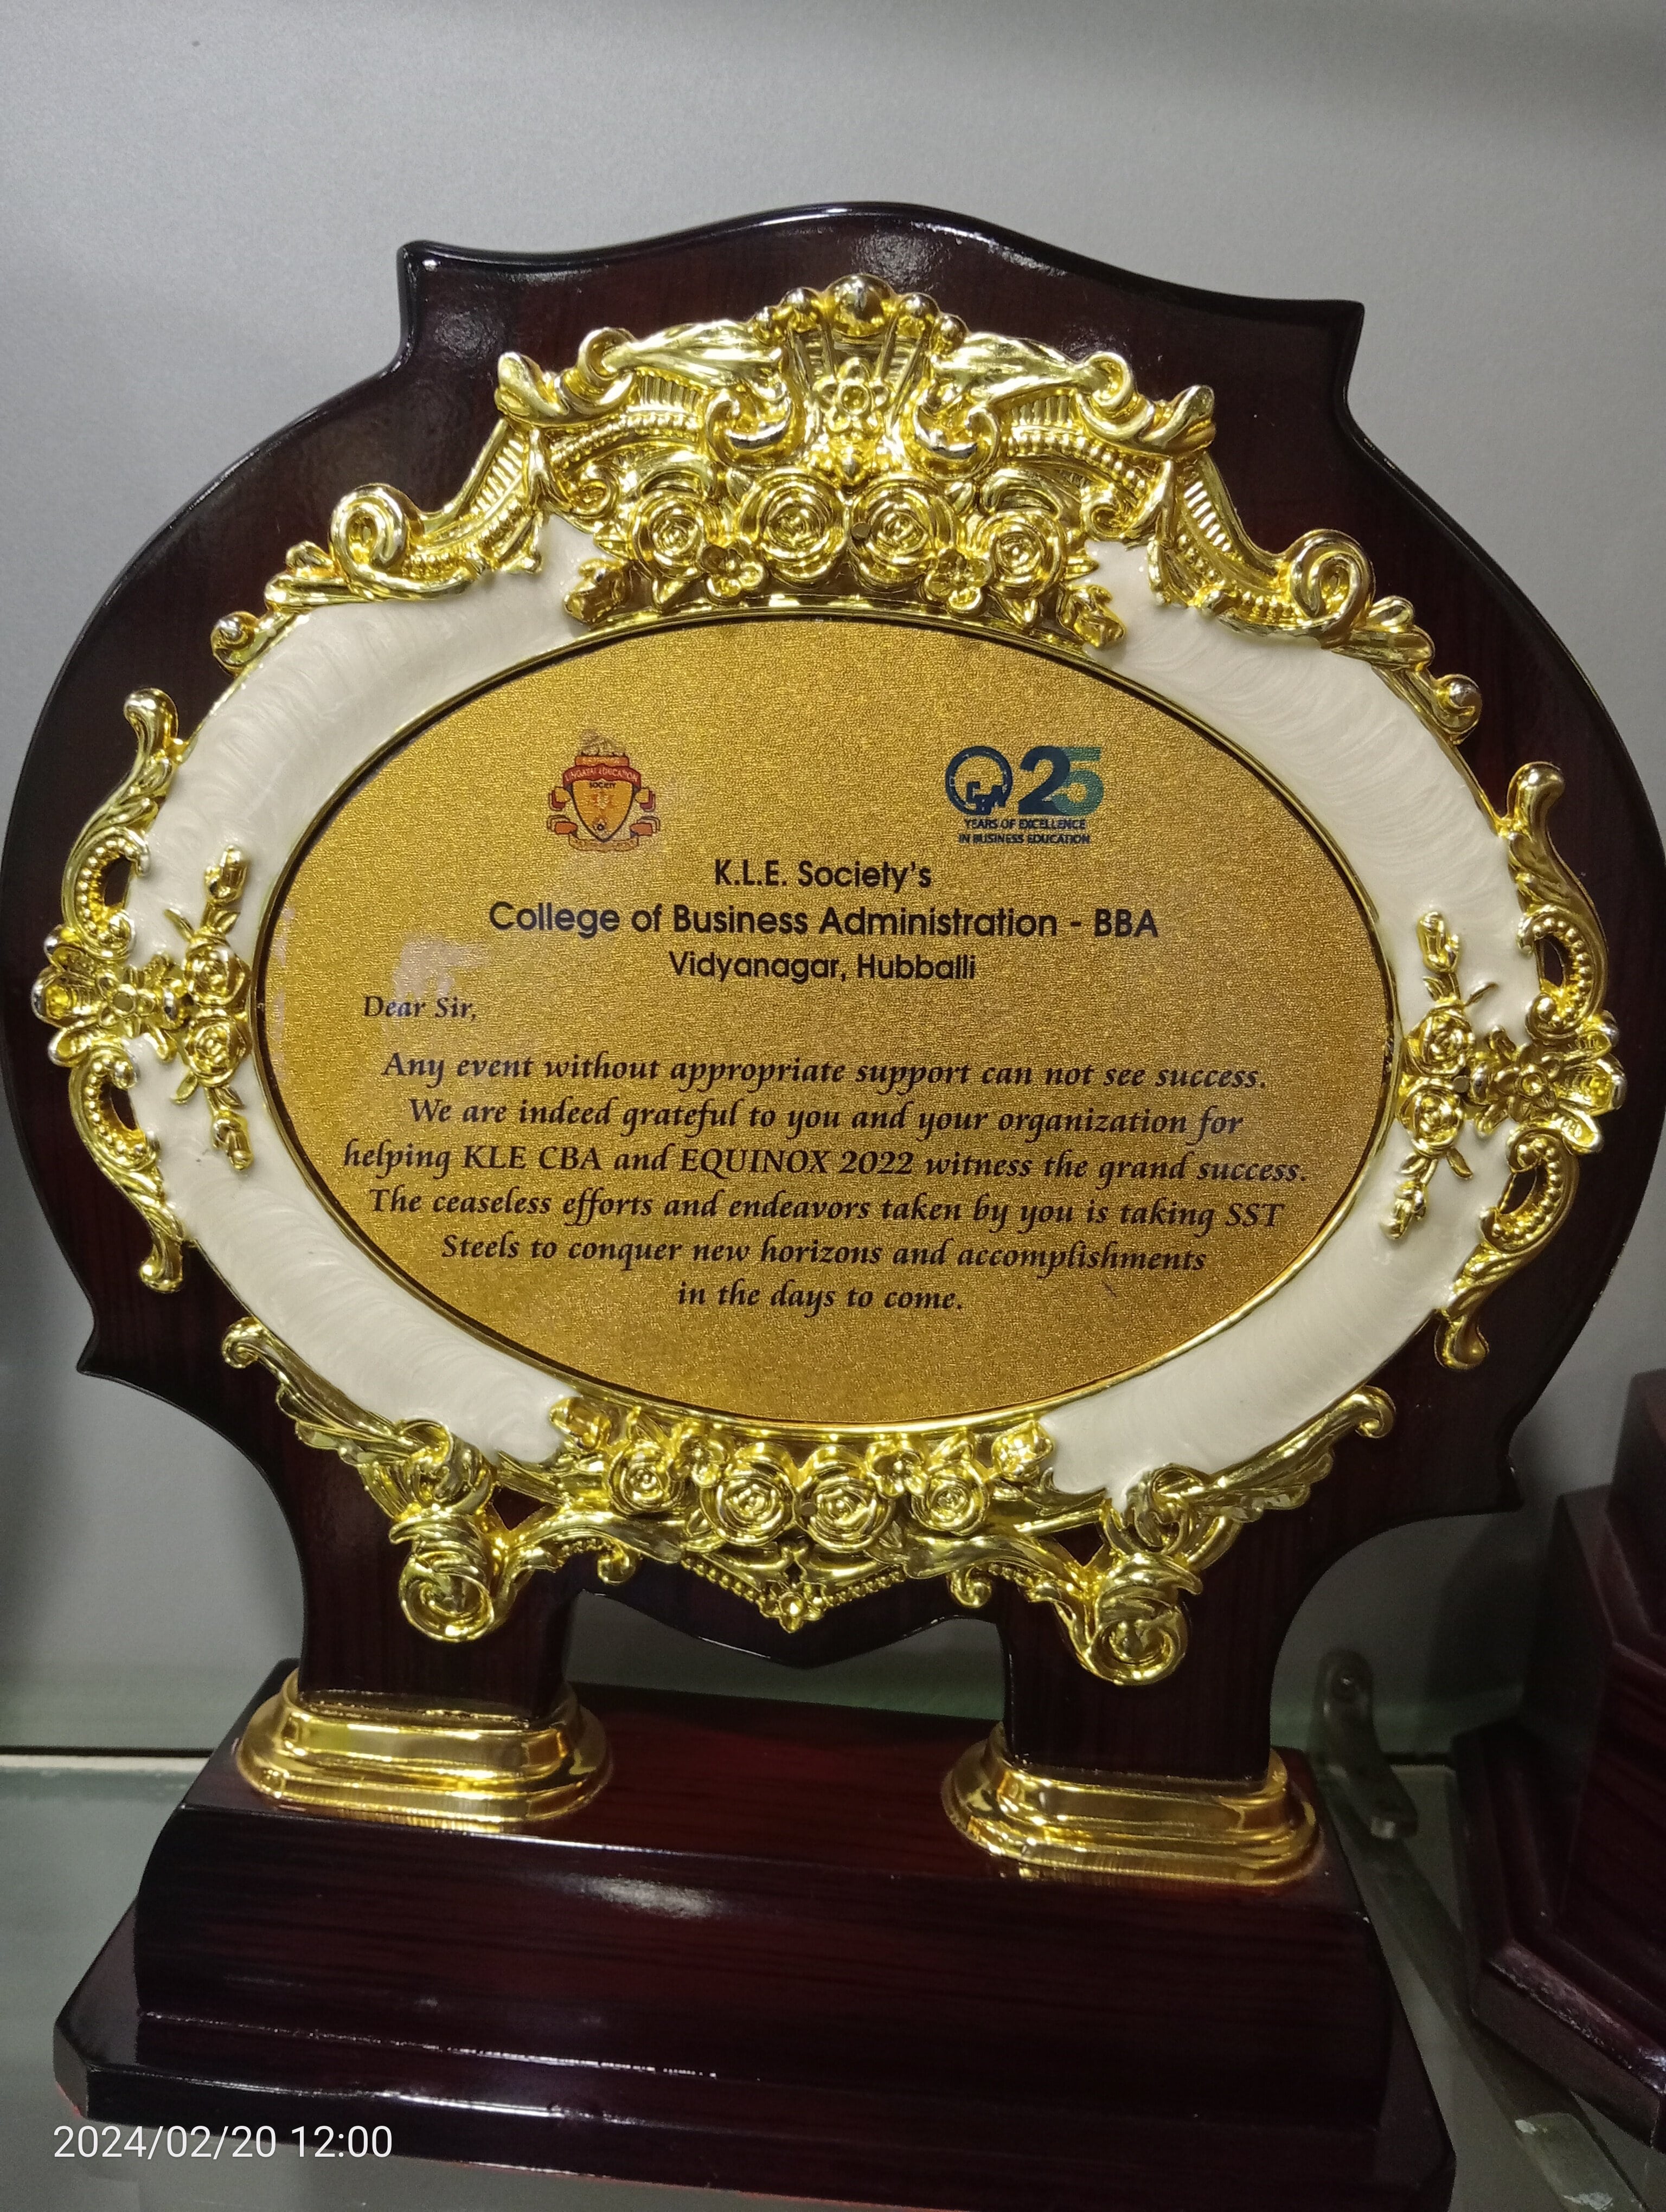 LINGAYAT EDUCATION
SOCIETY
25
YEARS OF EXCELLENCE
IN BUSINESS EDUCATION
K.L.E. Society's
College of Business Administration - BBA
Vidyanagar, Hubballi
Dear Sir,
Any event without appropriate support can not see success.
We are indeed grateful to you and your organization for
helping KLE CBA and EQUINOX 2022 witness the grand success.
The ceaseless efforts and endeavors taken by you is taking SST
Steels to conquer new horizons and accomplishments
in the days to come.
2024/02/20 12:00